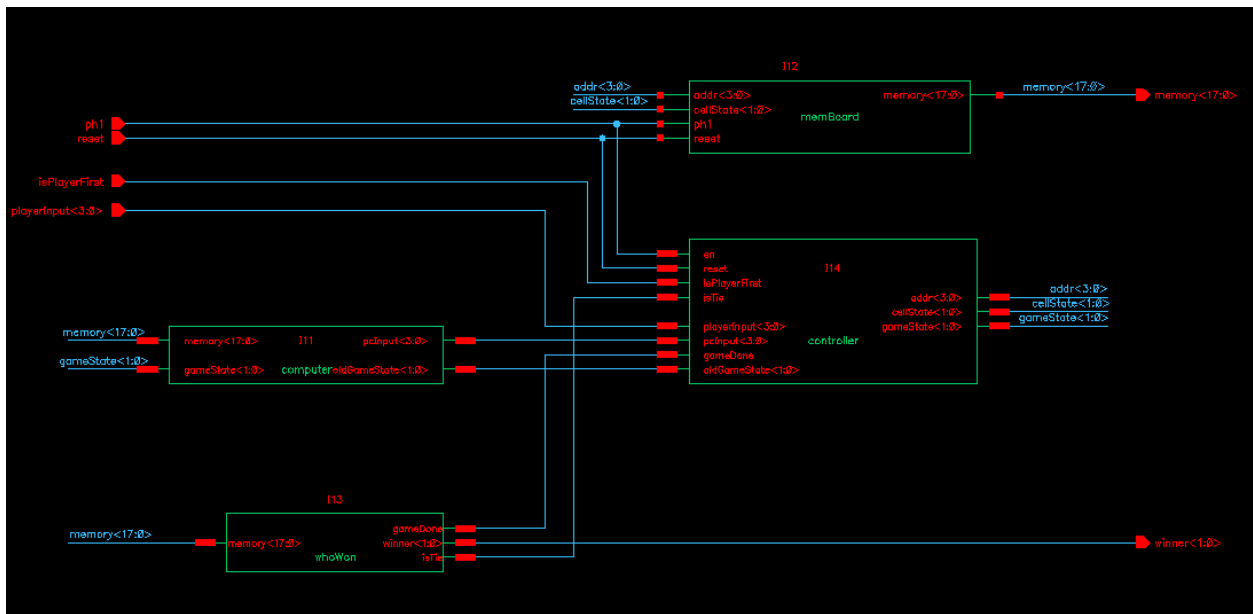 I12
addr<3:0>
cellState<1:0>
addr<3:0>
cellState<1:0>
ph1
reset
memBoard
memory<17:0>
memory<17:0>
memory<17:0>
ph1
reset
isPlayerFirst
playerInput<3:0>
I14
en
reset
isPlayerFirst
isTie
playerInput<3:0>
pcInput<3:0>
gameDone
oldGameState<1:0>
controller
addr<3:0>
cellState<1:0>
gameState<1:0>
addr<3:0>
cellState<1:0>
gameState<1:0>
memory<17:0>
gameState<1:0>
memory<17:0>
I11
pcInput<3:0>
gameState<1:0>
computer
oldGameState<1:0>
I13
memory<17:0>
memory<17:0>
whoWon
gameDone
winner<1:0>
isTie
winner<1:0>